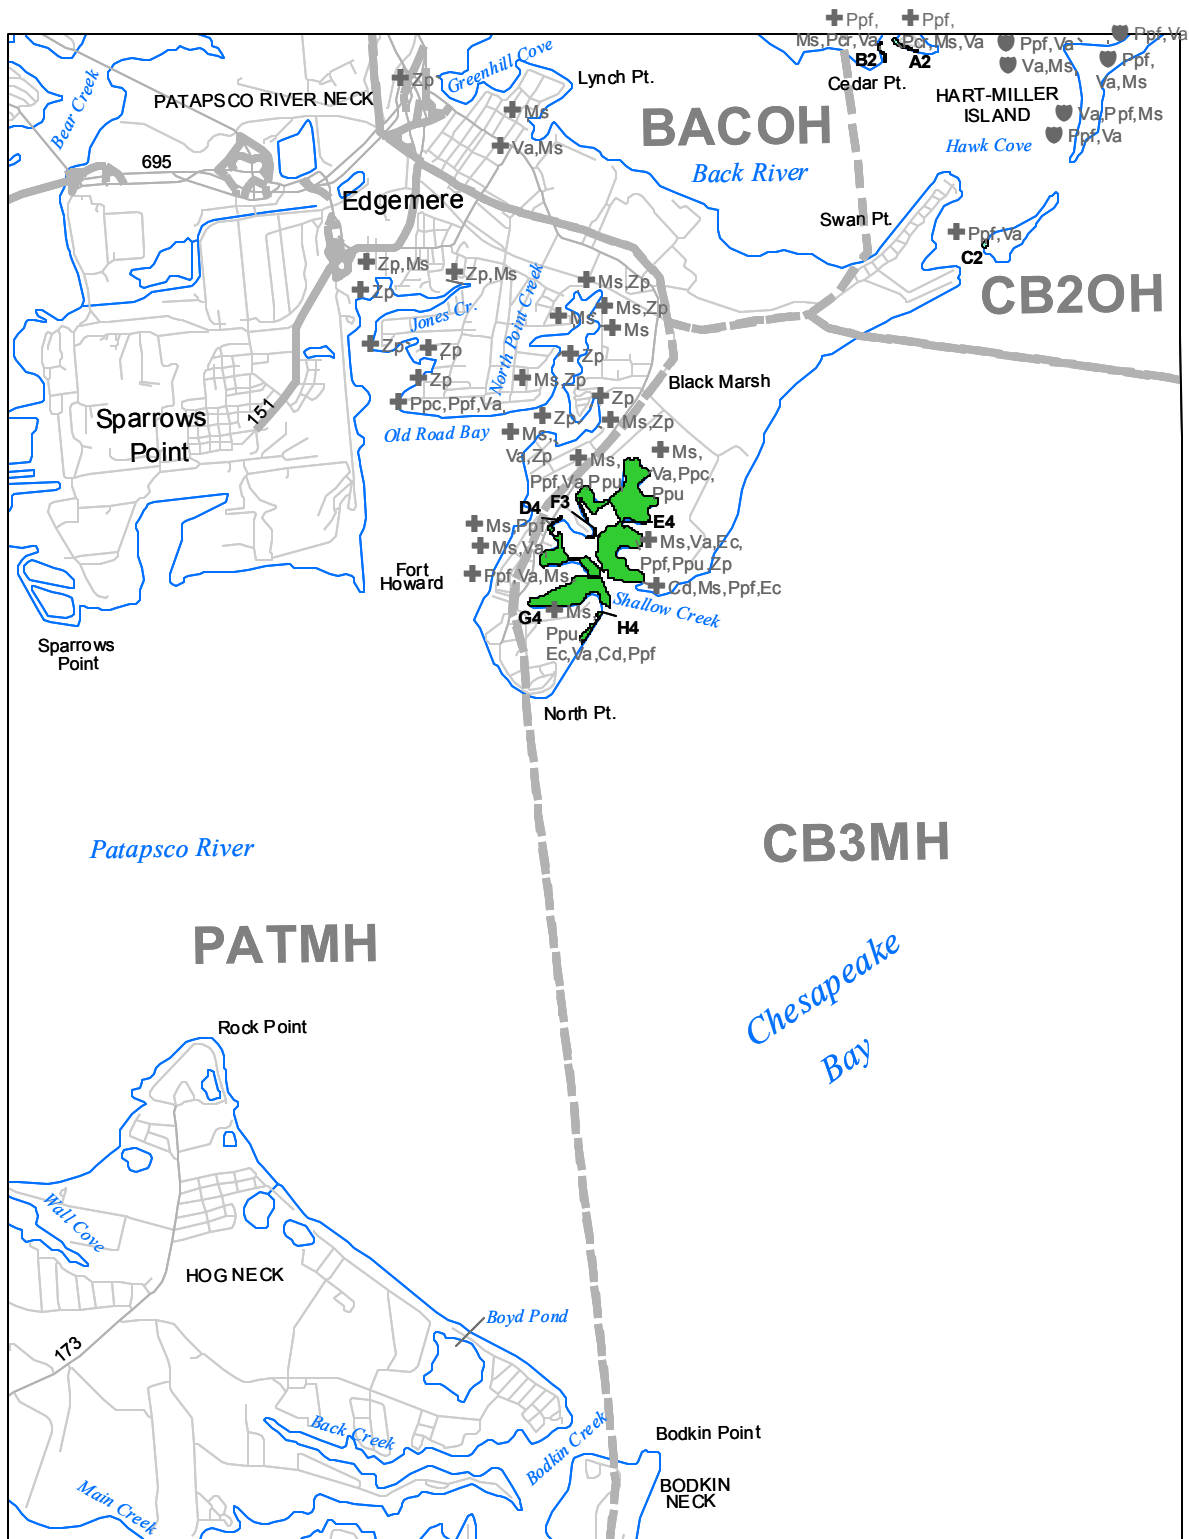 Ppf,
Ms,Pcr,Va
Ppf,
Pcr,Ms,Va
B2
A2
Cedar Pt.
Ppf,Va
Ppf,Va
Va,Ms,
Ppf,
Va,Ms
HART-MILLER
ISLAND
Va,Ppf,Ms
Ppf,Va
Hawk Cove
Greenhill Cove
Lynch Pt.
Zp
Bear Creek
PATAPSCO RIVER NECK
Ms
Va,Ms
BACOH
Back River
695
Edgemere
Swan Pt.
Ppf,Va
C2
CB2OH
Zp,Ms
Zp,Ms
Zp
Jones Cr.
North Point Creek
Ms,Zp
Ms
Ms,Zp
Ms
Zp
Zp
Zp
Zp
Ms,Zp
Black Marsh
Ppc,Ppf,Va,
Zp
Sparrows
Point
151
Old Road Bay
Zp
Ms,Zp
Ms,
Va,Zp
Ms,
Ppf,Va,Ppu
Ms,
Va,Ppc,
Ppu
D4
F3
E4
Ms,Ppf
Ms,Va
Ms,Va,Ec,
Ppf,Ppu,Zp
Fort
Howard
Ppf,Va,Ms
Cd,Ms,Ppf,Ec
Shallow Creek
G4
Ms,
Ppu,
Ec,Va,Cd,Ppf
H4
Sparrows
Point
North Pt.
Patapsco River
CB3MH
PATMH
Chesapeake
Bay
Rock Point
Wall Cove
HOG NECK
Boyd Pond
173
Back Creek
Bodkin Creek
Bodkin Point
Main Creek
BODKIN
NECK